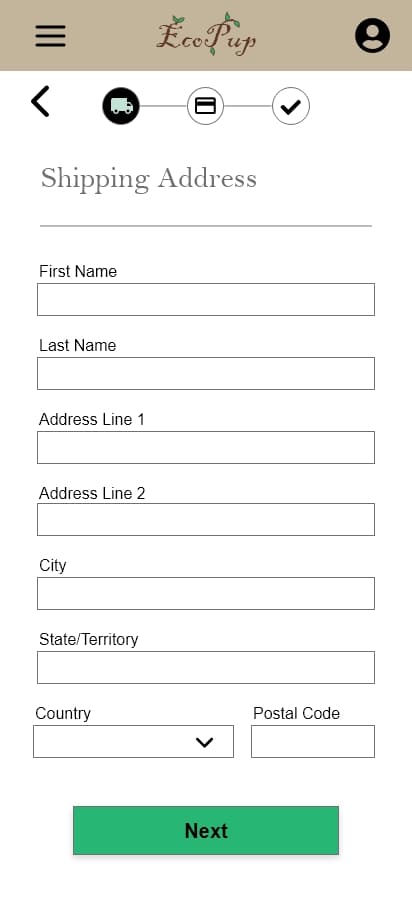 EcoPup
Shipping Address
First Name
Last Name
Address Line 1
Address Line 2
City
State/Territory
Country Postal Code
Next